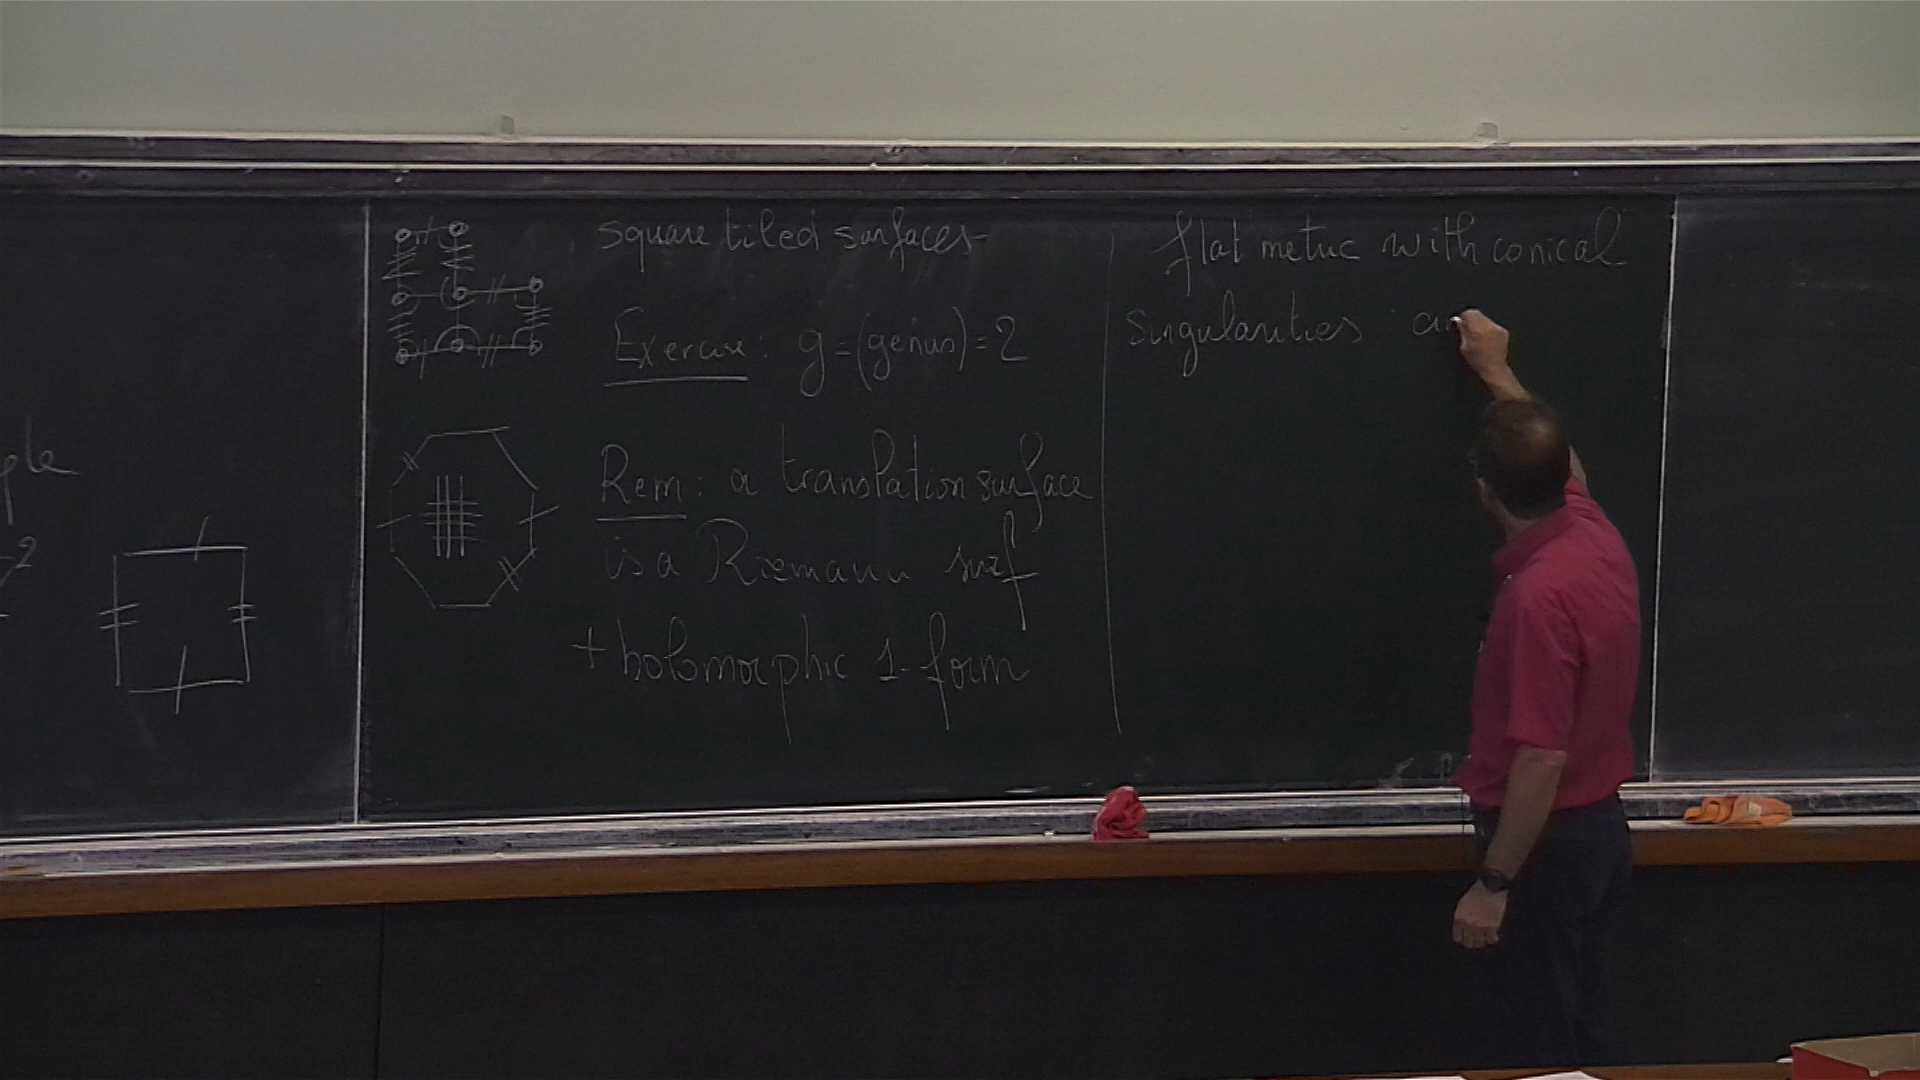 square tiled surfaces-
Exercise: g=(genus)=2
Rem: a translation surface
is a Riemann surf
+ holomorphic 1-form
flat metric with conical
Singularities : an